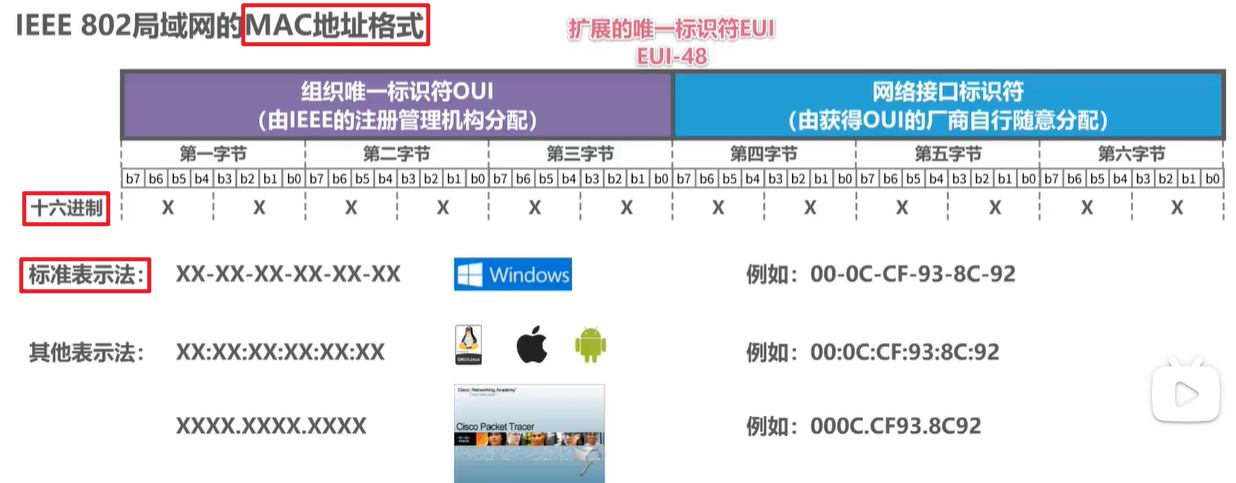 IEEE 802局域网的MAC地址格式
扩展的唯一标识符EUI
EUI-48
组织唯一标识符OUI
（由IEEE的注册管理机构分配）
网络接口标识符
（由获得OUI的厂商自行随意分配）
第一字节 第二字节 第三字节 第四字节 第五字节 第六字节
b7 b6 b5 b4 b3 b2 b1 b0 b7 b6 b5 b4 b3 b2 b1 b0 b7 b6 b5 b4 b3 b2 b1 b0 b7 b6 b5 b4 b3 b2 b1 b0 b7 b6 b5 b4 b3 b2 b1 b0 b7 b6 b5 b4 b3 b2 b1 b0
十六进制 X X X X X X X X X X X X
标准表示法： XX-XX-XX-XX-XX-XX Windows 例如：00-0C-CF-93-8C-92
其他表示法： XX:XX:XX:XX:XX:XX 例如：00:0C:CF:93:8C:92
GNU/Linux
XXXX.XXXX.XXXX 例如：000C.CF93.8C92
Cisco Networking Academy
Cisco Packet Tracer